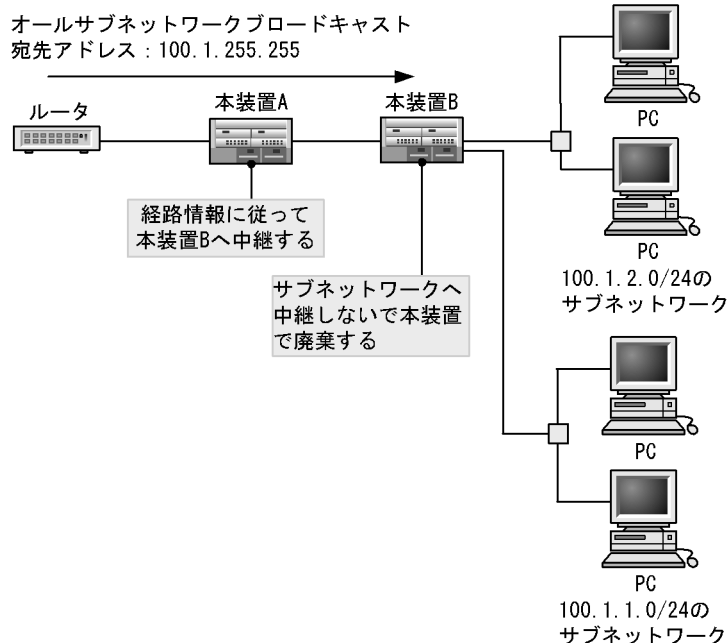 オールサブネットワークブロードキャスト
宛先アドレス：100.1.255.255
ルータ
本装置A
本装置B
経路情報に従って
本装置Bへ中継する
サブネットワークへ
中継しないで本装置
で廃棄する
PC
PC
100.1.2.0/24の
サブネットワーク
PC
PC
100.1.1.0/24の
サブネットワーク